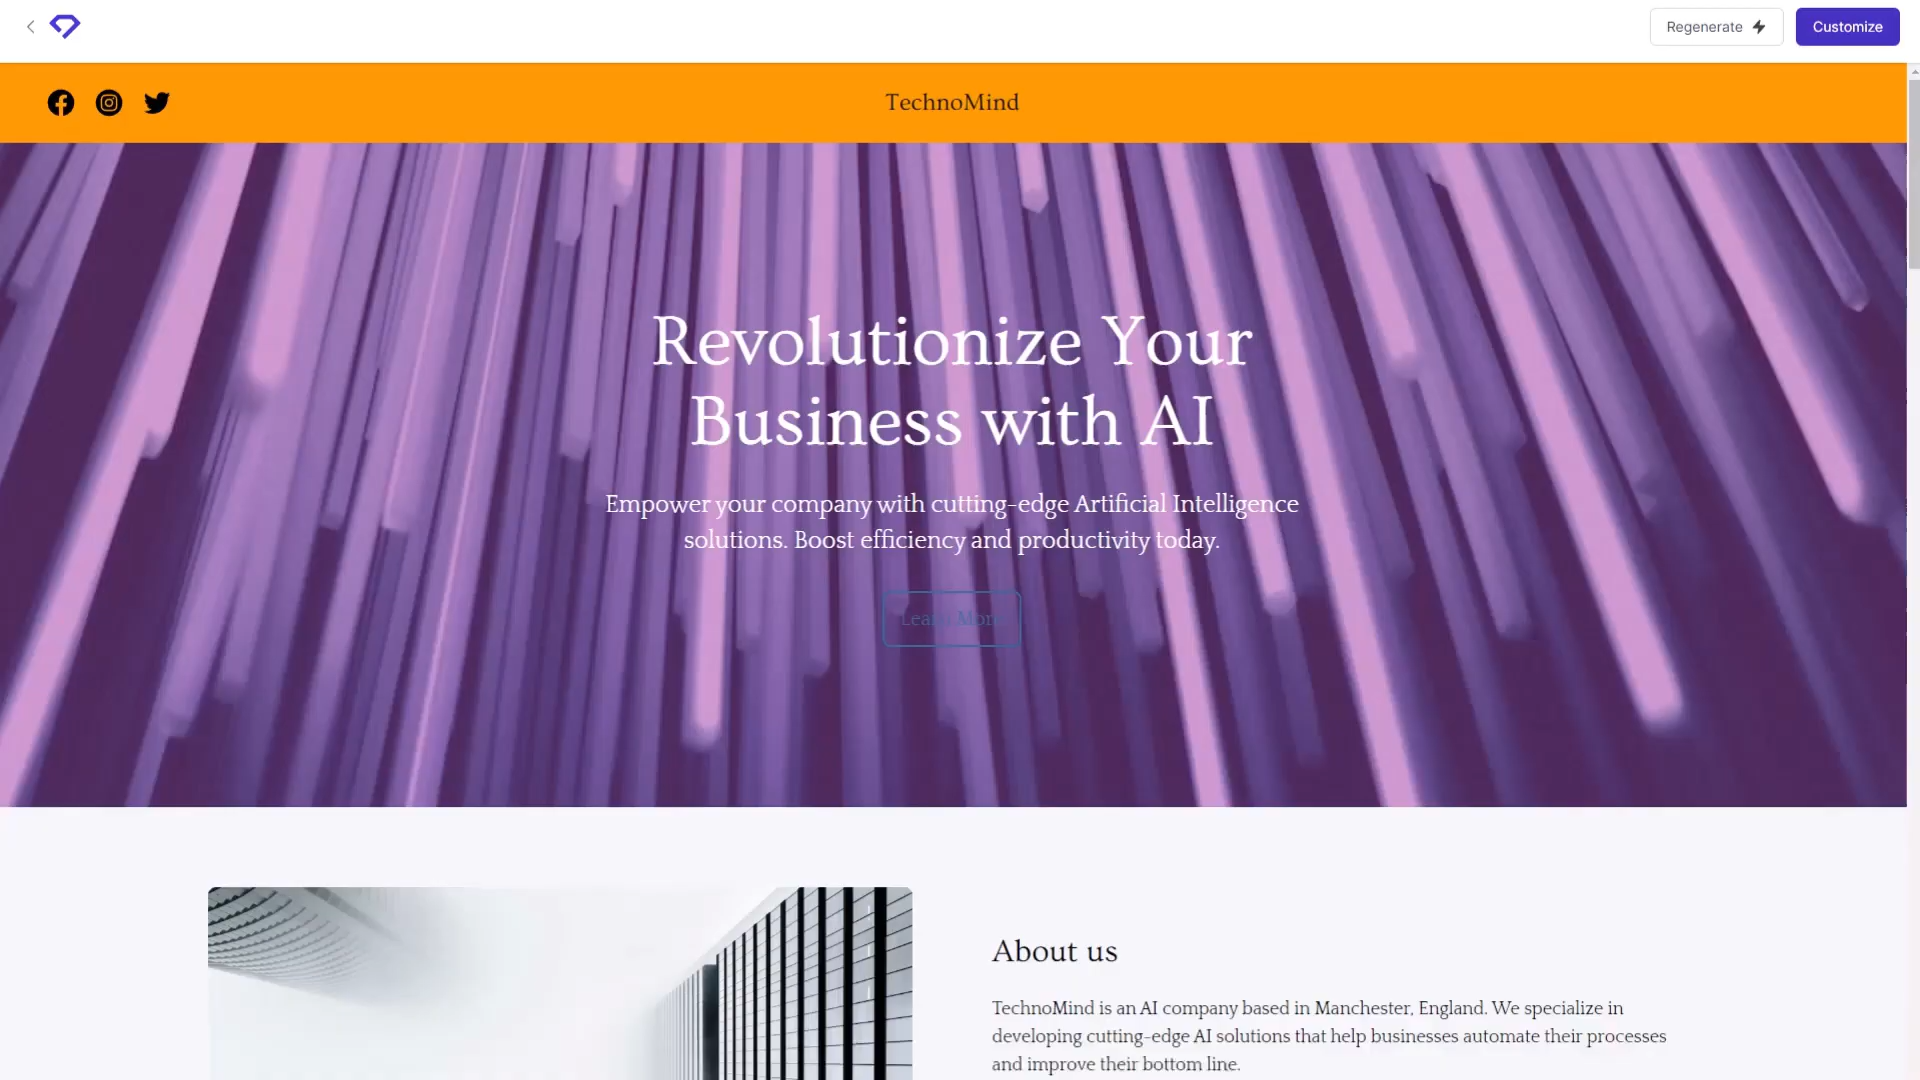 Regenerate
Customize
TechnoMind
Revolutionize Your
Business with AI
Empower your company with cutting-edge Artificial Intelligence
solutions. Boost efficiency and productivity today.
Learn More
About us
TechnoMind is an AI company based in Manchester, England. We specialize in
developing cutting-edge AI solutions that help businesses automate their processes
and improve their bottom line.